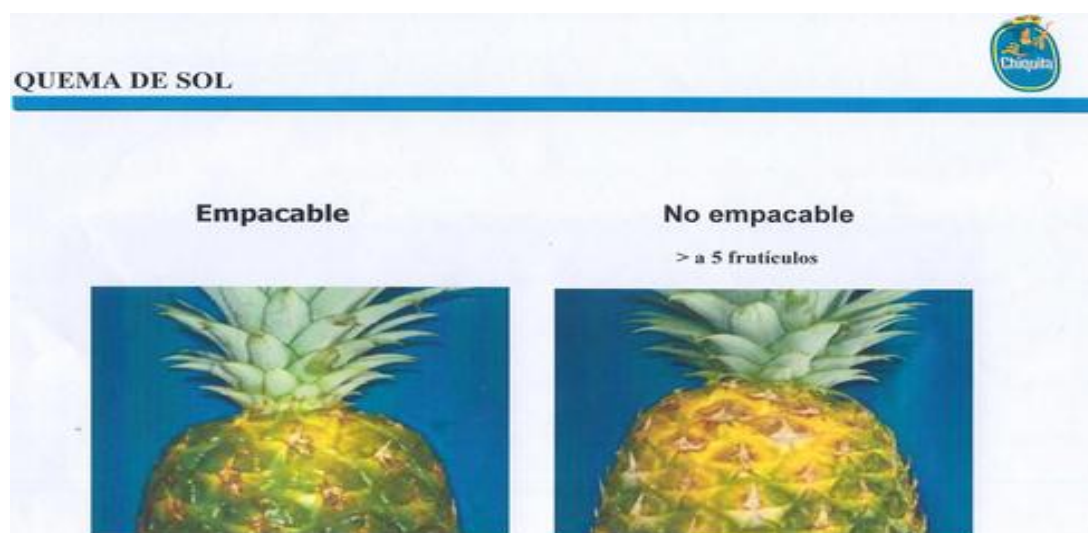 Chiquita
QUEMA DE SOL
Empacable
No empacable
> a 5 frutículos